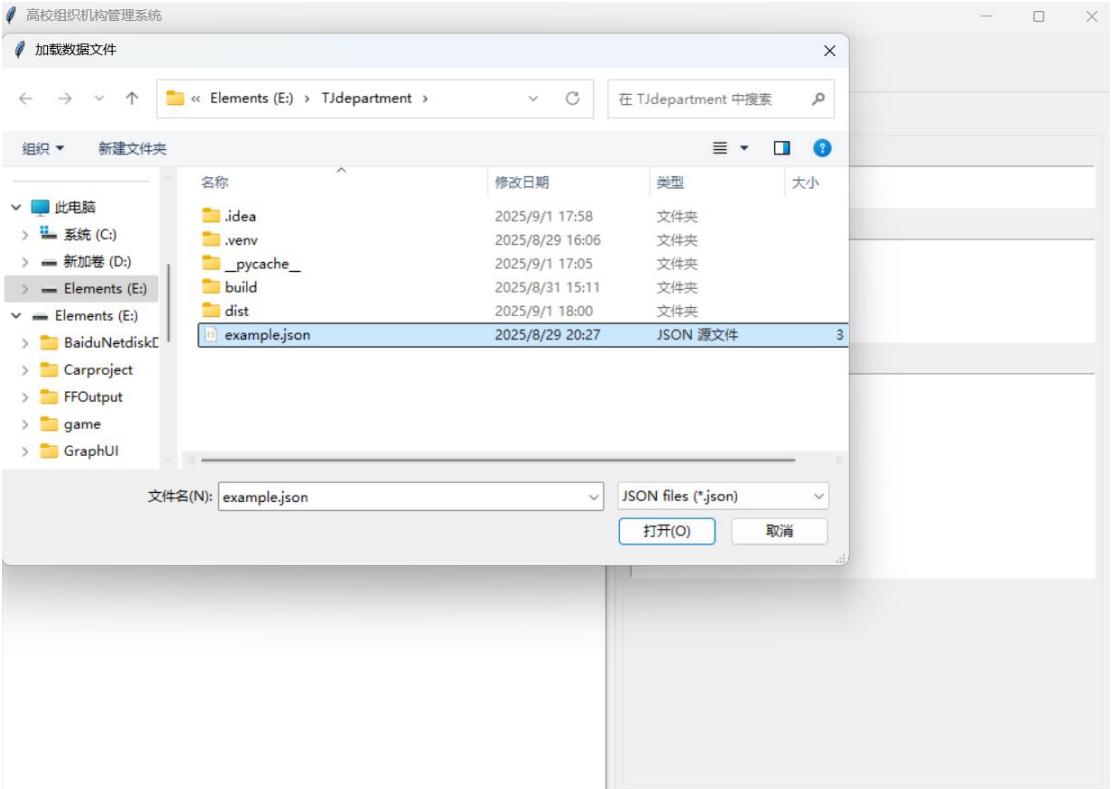 高校组织机构管理系统
加载数据文件
« Elements (E:) › TJdepartment ›
在 TJdepartment 中搜索
组织
新建文件夹
此电脑
系统 (C:)
新加卷 (D:)
Elements (E:)
Elements (E:)
BaiduNetdiskD
Carproject
FFOutput
game
GraphUI
名称 修改日期 类型 大小
.idea 2025/9/1 17:58 文件夹
.venv 2025/8/29 16:06 文件夹
__pycache__ 2025/9/1 17:05 文件夹
build 2025/8/31 15:11 文件夹
dist 2025/9/1 18:00 文件夹
example.json 2025/8/29 20:27 JSON 源文件 3
文件名(N): example.json JSON files (*.json)
打开(O) 取消